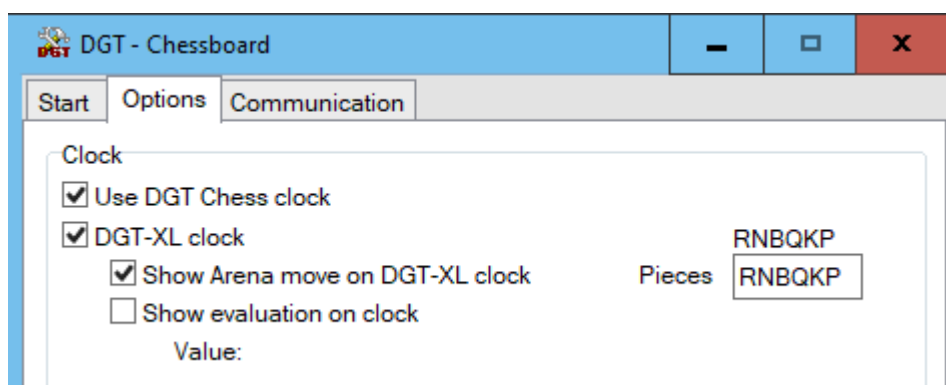 DGT - Chessboard
Start Options Communication
Clock
Use DGT Chess clock
DGT-XL clock RNBQKP
Show Arena move on DGT-XL clock Pieces RNBQKP
Show evaluation on clock
Value: